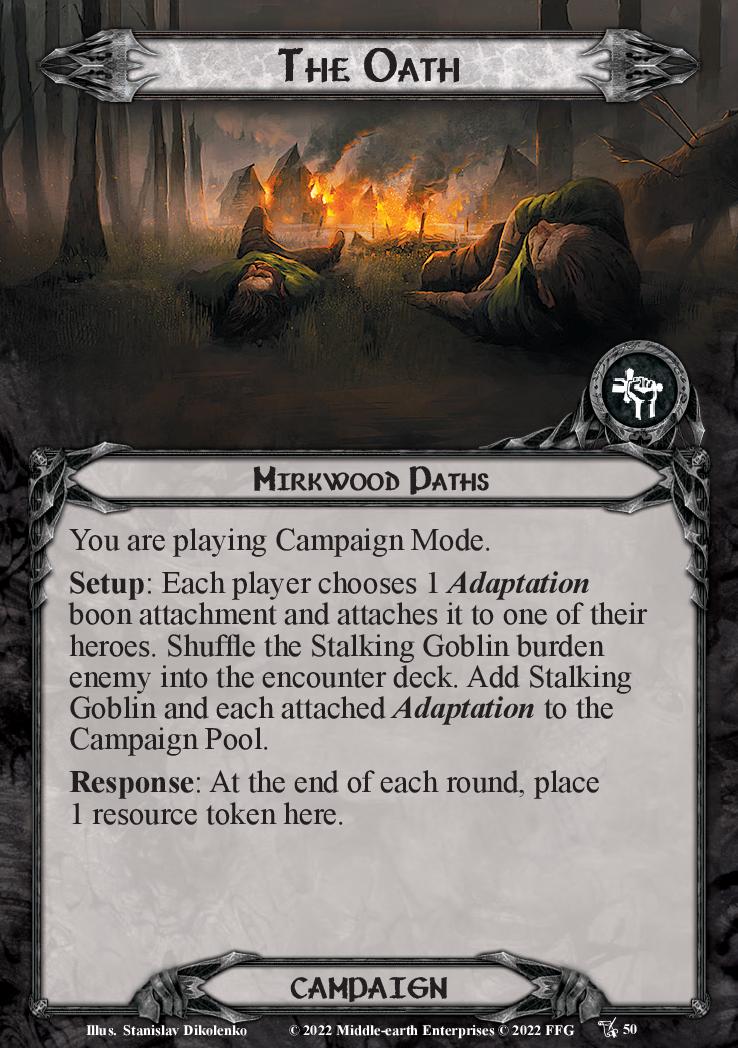 The Oath
Mirkwood Paths
You are playing Campaign Mode.
Setup: Each player chooses 1 Adaptation
boon attachment and attaches it to one of their
heroes. Shuffle the Stalking Goblin burden
enemy into the encounter deck. Add Stalking
Goblin and each attached Adaptation to the
Campaign Pool.
Response: At the end of each round, place
1 resource token here.
CAMPAIGN
Illus. Stanislav Dikolenko © 2022 Middle-earth Enterprises © 2022 FFG 50